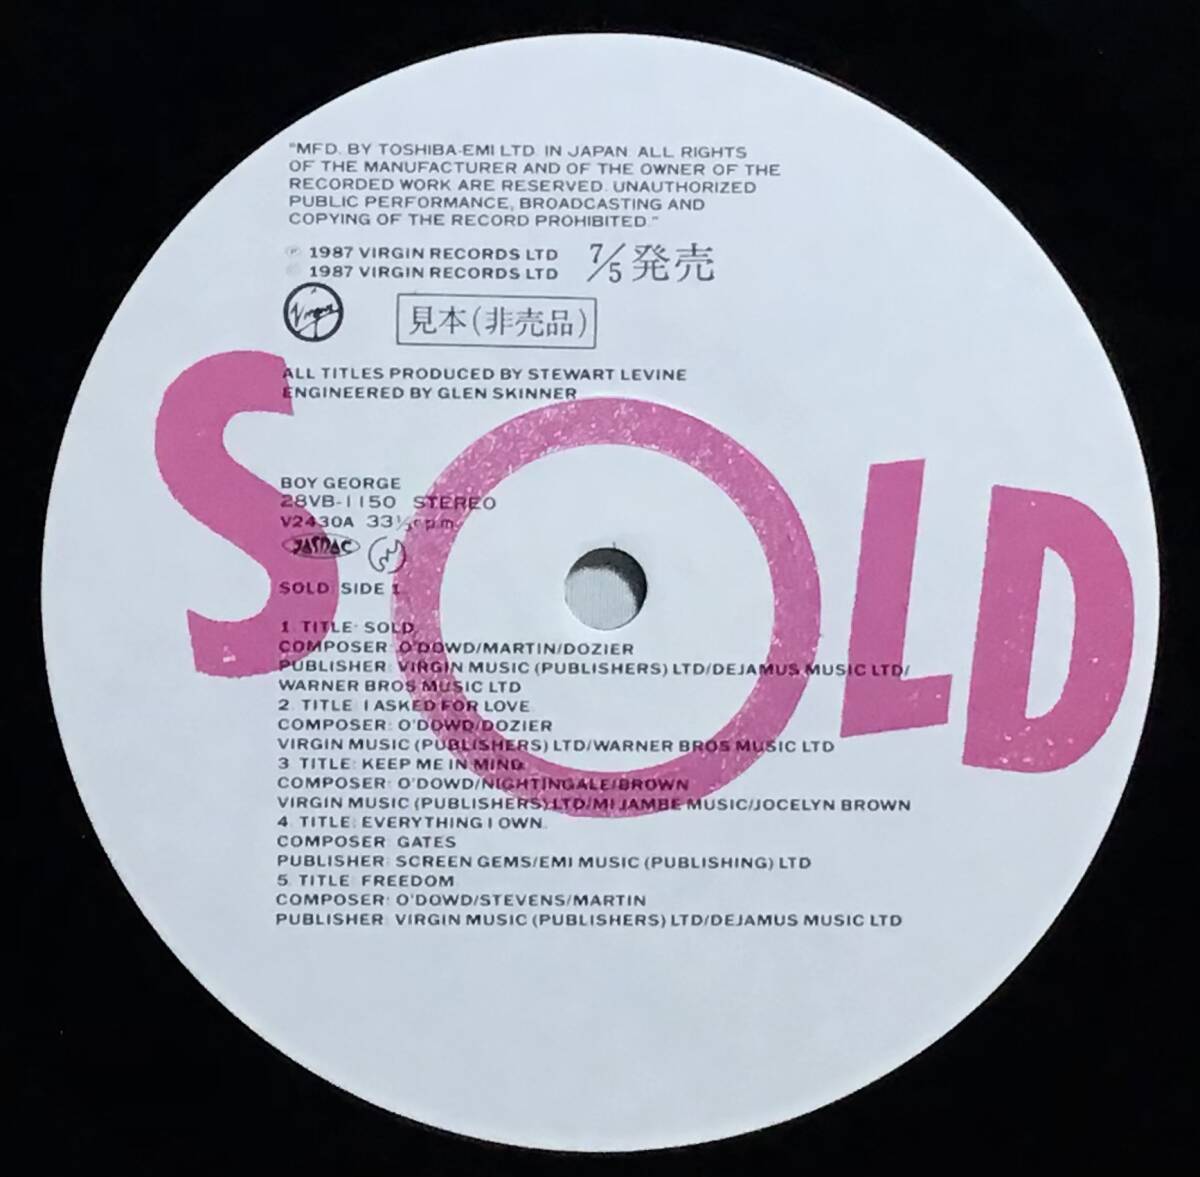 "MFD. BY TOSHIBA-EMI LTD. IN JAPAN. ALL RIGHTS
OF THE MANUFACTURER AND OF THE OWNER OF THE
RECORDED WORK ARE RESERVED. UNAUTHORIZED
PUBLIC PERFORMANCE, BROADCASTING AND
COPYING OF THE RECORD PROHIBITED."
℗ 1987 VIRGIN RECORDS LTD
© 1987 VIRGIN RECORDS LTD
7/5発売
Virgin
見本(非売品)
ALL TITLES PRODUCED BY STEWART LEVINE
ENGINEERED BY GLEN SKINNER
SOLD
BOY GEORGE
28VB-1150 STEREO
V2430A 33⅓ r.p.m.
JASRAC
SOLD: SIDE 1.
1. TITLE: SOLD.
COMPOSER: O'DOWD/MARTIN/DOZIER
PUBLISHER: VIRGIN MUSIC (PUBLISHERS) LTD/DEJAMUS MUSIC LTD/
WARNER BROS MUSIC LTD
2. TITLE: I ASKED FOR LOVE.
COMPOSER: O'DOWD/DOZIER
VIRGIN MUSIC (PUBLISHERS) LTD/WARNER BROS MUSIC LTD
3. TITLE: KEEP ME IN MIND.
COMPOSER: O'DOWD/NIGHTINGALE/BROWN
VIRGIN MUSIC (PUBLISHERS) LTD/MI JAMBE MUSIC/JOCELYN BROWN
4. TITLE: EVERYTHING I OWN.
COMPOSER: GATES
PUBLISHER: SCREEN GEMS/EMI MUSIC (PUBLISHING) LTD
5. TITLE: FREEDOM
COMPOSER: O'DOWD/STEVENS/MARTIN
PUBLISHER: VIRGIN MUSIC (PUBLISHERS) LTD/DEJAMUS MUSIC LTD